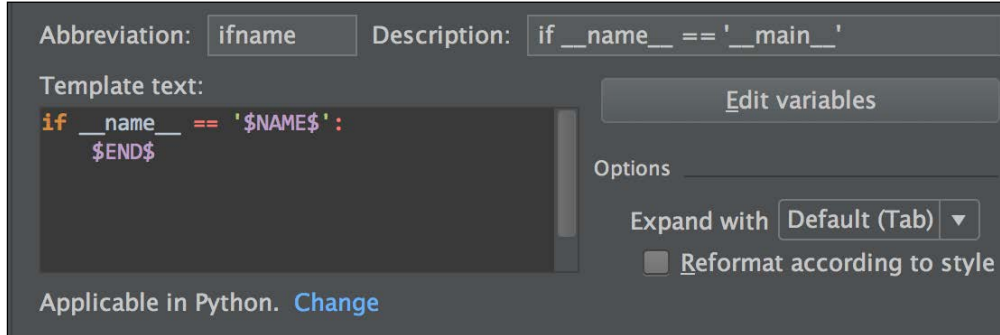 Abbreviation: ifname Description: if __name__ == '__main__'
Template text:
Edit variables
if __name__ == '$NAME$':
$END$
Options
Expand with Default (Tab)
Reformat according to style
Applicable in Python. Change